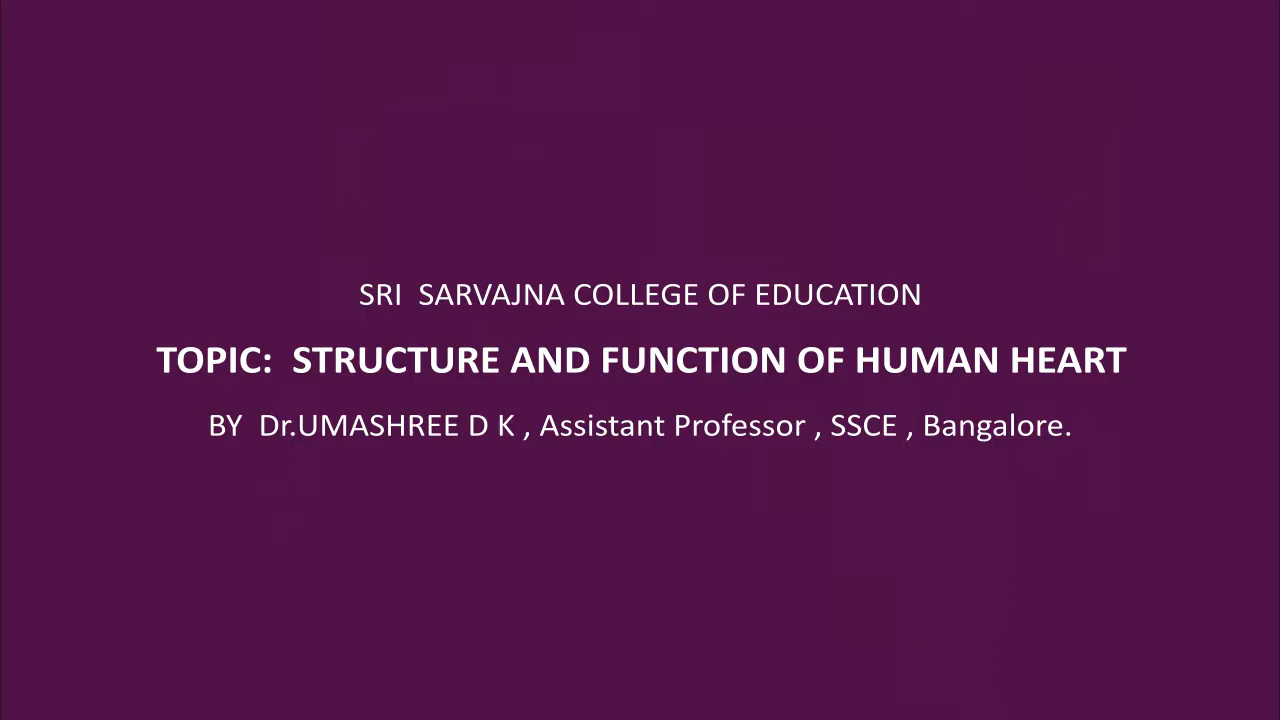 SRI  SARVAJNA COLLEGE OF EDUCATION
TOPIC:  STRUCTURE AND FUNCTION OF HUMAN HEART
BY  Dr.UMASHREE D K , Assistant Professor , SSCE , Bangalore.